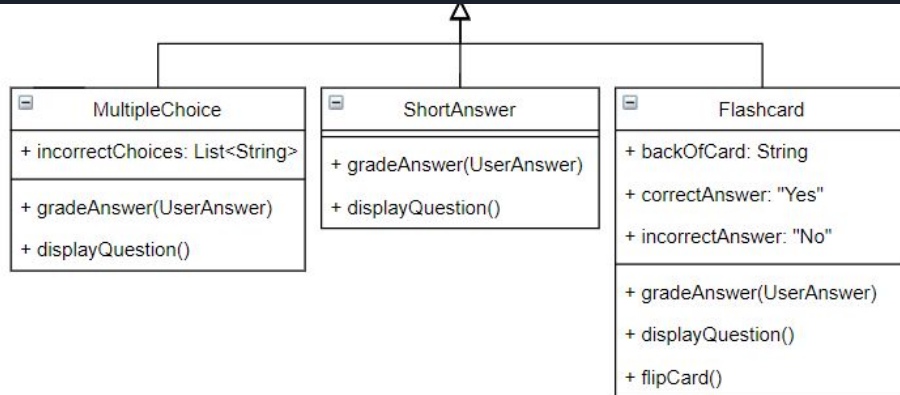 MultipleChoice
+ incorrectChoices: List<String>
+ gradeAnswer(UserAnswer)
+ displayQuestion()
ShortAnswer
+ gradeAnswer(UserAnswer)
+ displayQuestion()
Flashcard
+ backOfCard: String
+ correctAnswer: "Yes"
+ incorrectAnswer: "No"
+ gradeAnswer(UserAnswer)
+ displayQuestion()
+ flipCard()